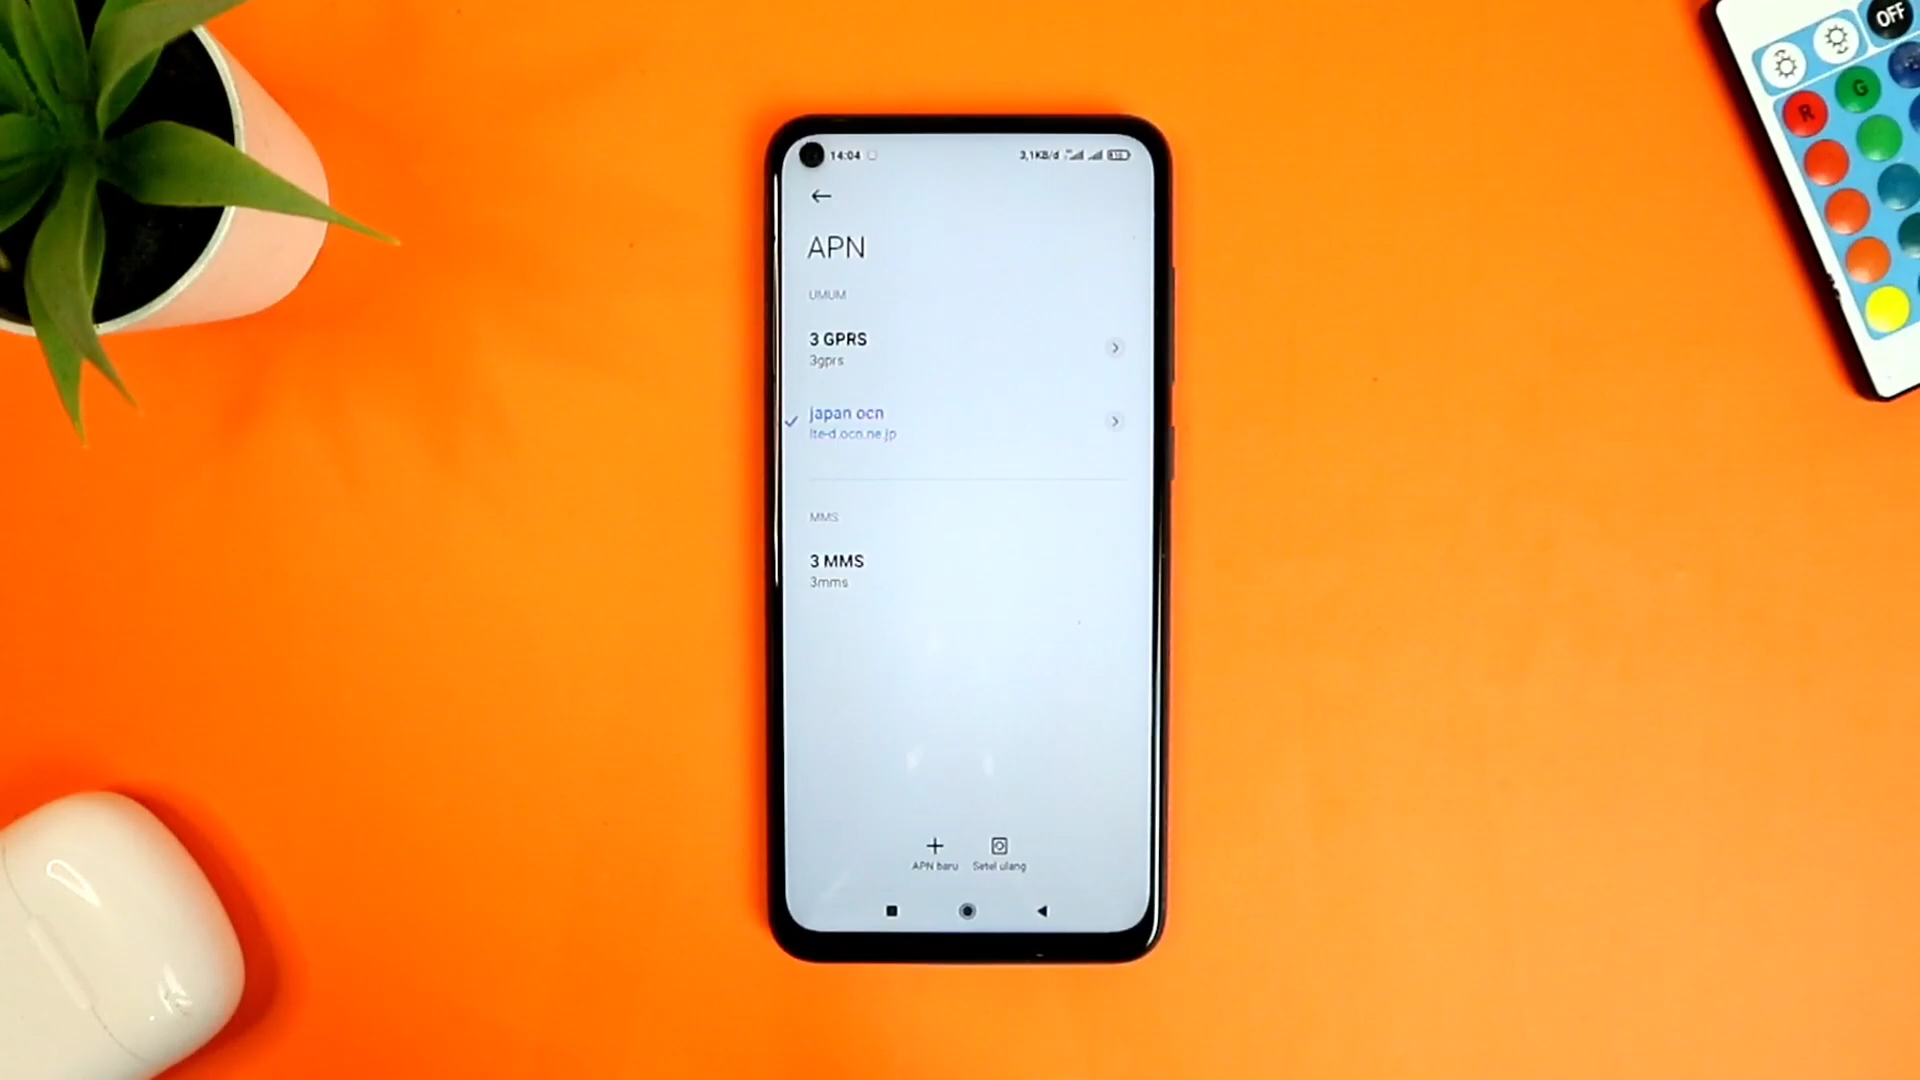 OFF
G
R
14:04
3,1KB/d
APN
UMUM
3 GPRS
3gprs
japan ocn
lte-d.ocn.ne.jp
MMS
3 MMS
3mms
APN baru
Setel ulang